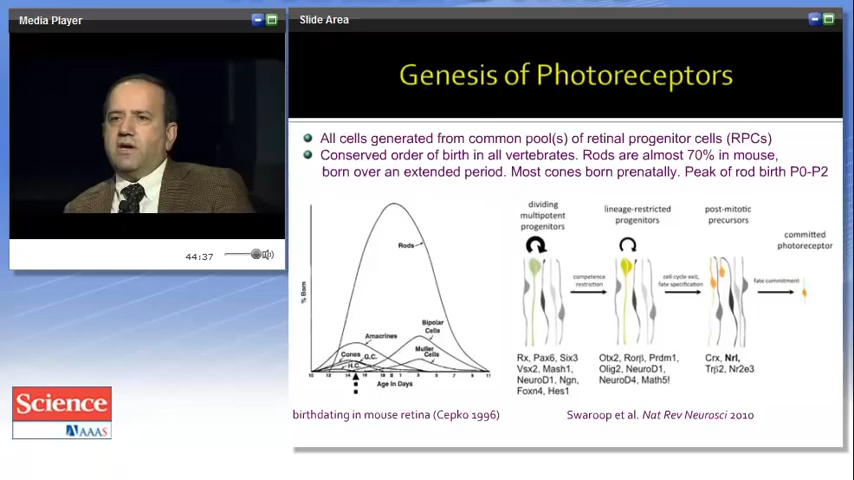 Media Player
44:37
Science
AAAS
Slide Area
Genesis of Photoreceptors
All cells generated from common pool(s) of retinal progenitor cells (RPCs)
Conserved order of birth in all vertebrates. Rods are almost 70% in mouse,
born over an extended period. Most cones born prenatally. Peak of rod birth P0-P2
% Born
Rods
Amacrines
Bipolar
Cells
Muller
Cells
Cones
G.C.
H.C.
Age in Days
birthdating in mouse retina (Cepko 1996)
dividing
multipotent
progenitors
lineage-restricted
progenitors
post-mitotic
precursors
committed
photoreceptor
competence
restriction
cell cycle exit,
fate specification
fate commitment
Rx, Pax6, Six3
Vsx2, Mash1,
NeuroD1, Ngn,
Foxn4, Hes1
Otx2, Rorβ, Prdm1,
Olig2, NeuroD1,
NeuroD4, Math5!
Crx, Nrl,
Trβ2, Nr2e3
Swaroop et al. Nat Rev Neurosci 2010